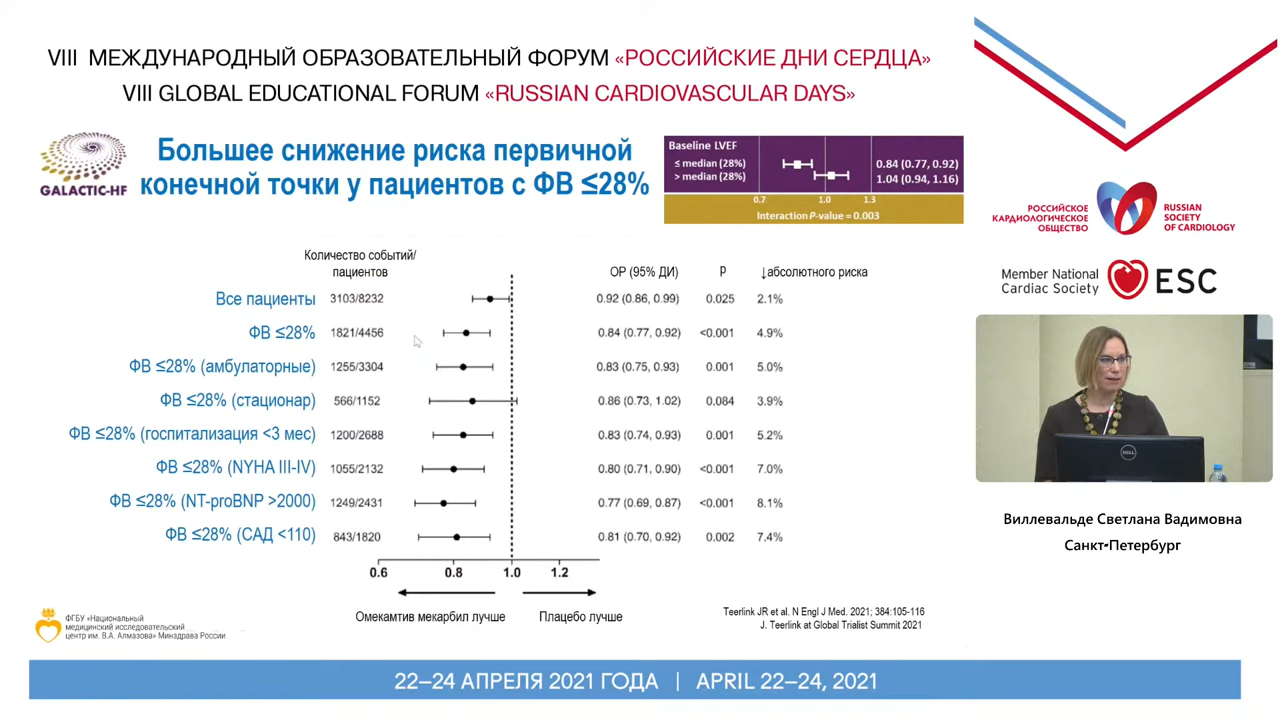 VIII МЕЖДУНАРОДНЫЙ ОБРАЗОВАТЕЛЬНЫЙ ФОРУМ «РОССИЙСКИЕ ДНИ СЕРДЦА»
VIII GLOBAL EDUCATIONAL FORUM «RUSSIAN CARDIOVASCULAR DAYS»
GALACTIC-HF
Большее снижение риска первичной
конечной точки у пациентов с ФВ ≤28%
Baseline LVEF
≤ median (28%) 0.84 (0.77, 0.92)
> median (28%) 1.04 (0.94, 1.16)
0.7 1.0 1.3
Interaction P-value = 0.003
Количество событий/
пациентов ОР (95% ДИ) р ↓абсолютного риска
Все пациенты 3103/8232 0.92 (0.86, 0.99) 0.025 2.1%
ФВ ≤28% 1821/4456 0.84 (0.77, 0.92) <0.001 4.9%
ФВ ≤28% (амбулаторные) 1255/3304 0.83 (0.75, 0.93) 0.001 5.0%
ФВ ≤28% (стационар) 566/1152 0.86 (0.73, 1.02) 0.084 3.9%
ФВ ≤28% (госпитализация <3 мес) 1200/2688 0.83 (0.74, 0.93) 0.001 5.2%
ФВ ≤28% (NYHA III-IV) 1055/2132 0.80 (0.71, 0.90) <0.001 7.0%
ФВ ≤28% (NT-proBNP >2000) 1249/2431 0.77 (0.69, 0.87) <0.001 8.1%
ФВ ≤28% (САД <110) 843/1820 0.81 (0.70, 0.92) 0.002 7.4%
0.6 0.8 1.0 1.2
Омекамтив мекарбил лучше Плацебо лучше
Teerlink JR et al. N Engl J Med. 2021; 384:105-116
J. Teerlink at Global Trialist Summit 2021
ФГБУ «Национальный
медицинский исследовательский
центр им. В.А. Алмазова» Минздрава России
РОССИЙСКОЕ
КАРДИОЛОГИЧЕСКОЕ
ОБЩЕСТВО
RUSSIAN
SOCIETY
OF CARDIOLOGY
Member National
Cardiac Society
ESC
DELL
Виллевальде Светлана Вадимовна
Санкт-Петербург
22–24 АПРЕЛЯ 2021 ГОДА | APRIL 22–24, 2021